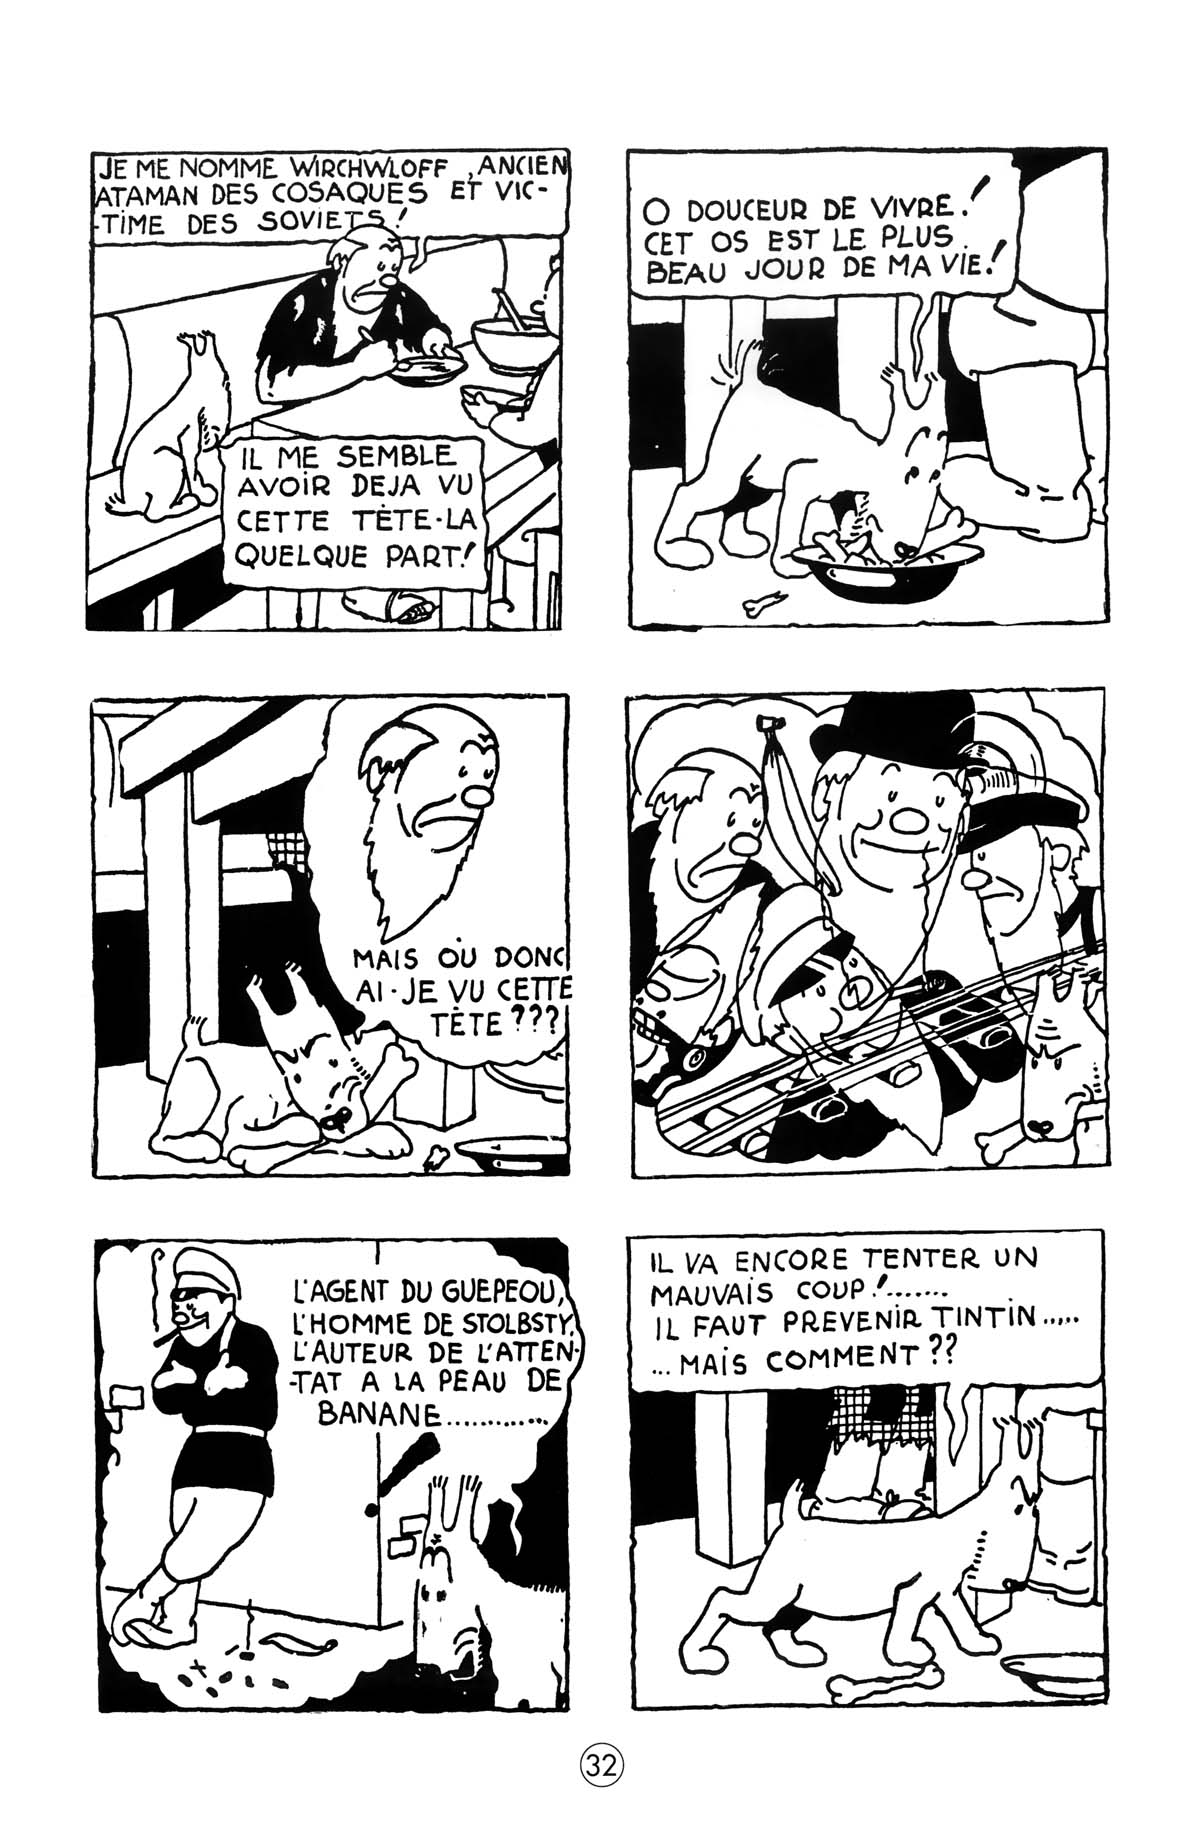 JE ME NOMME WIRCHWLOFF, ANCIEN
ATAMAN DES COSAQUES ET VIC-
-TIME DES SOVIETS!
IL ME SEMBLE
AVOIR DEJA VU
CETTE TÈTE-LA
QUELQUE PART!
O DOUCEUR DE VIVRE!
CET OS EST LE PLUS
BEAU JOUR DE MA VIE!
MAIS OÙ DONC
AI-JE VU CETTE
TÈTE???
L'AGENT DU GUEPEOU,
L'HOMME DE STOLBSTY,
L'AUTEUR DE L'ATTEN-
-TAT A LA PEAU DE
BANANE............
IL VA ENCORE TENTER UN
MAUVAIS COUP!........
IL FAUT PREVENIR TINTIN.....
...MAIS COMMENT??
32